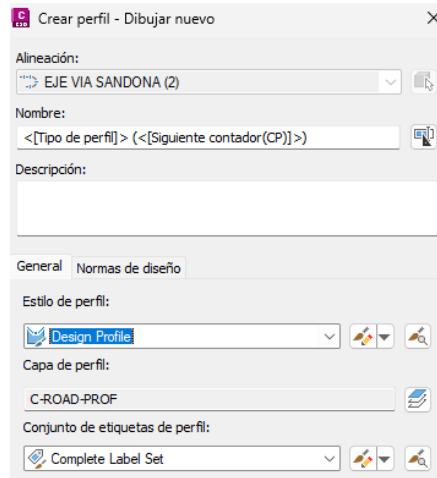 C
C3D
Crear perfil - Dibujar nuevo
Alineación:
EJE VIA SANDONA (2)
Nombre:
<[Tipo de perfil]> (<[Siguiente contador(CP)]>)
Descripción:
General Normas de diseño
Estilo de perfil:
Design Profile
Capa de perfil:
C-ROAD-PROF
Conjunto de etiquetas de perfil:
Complete Label Set